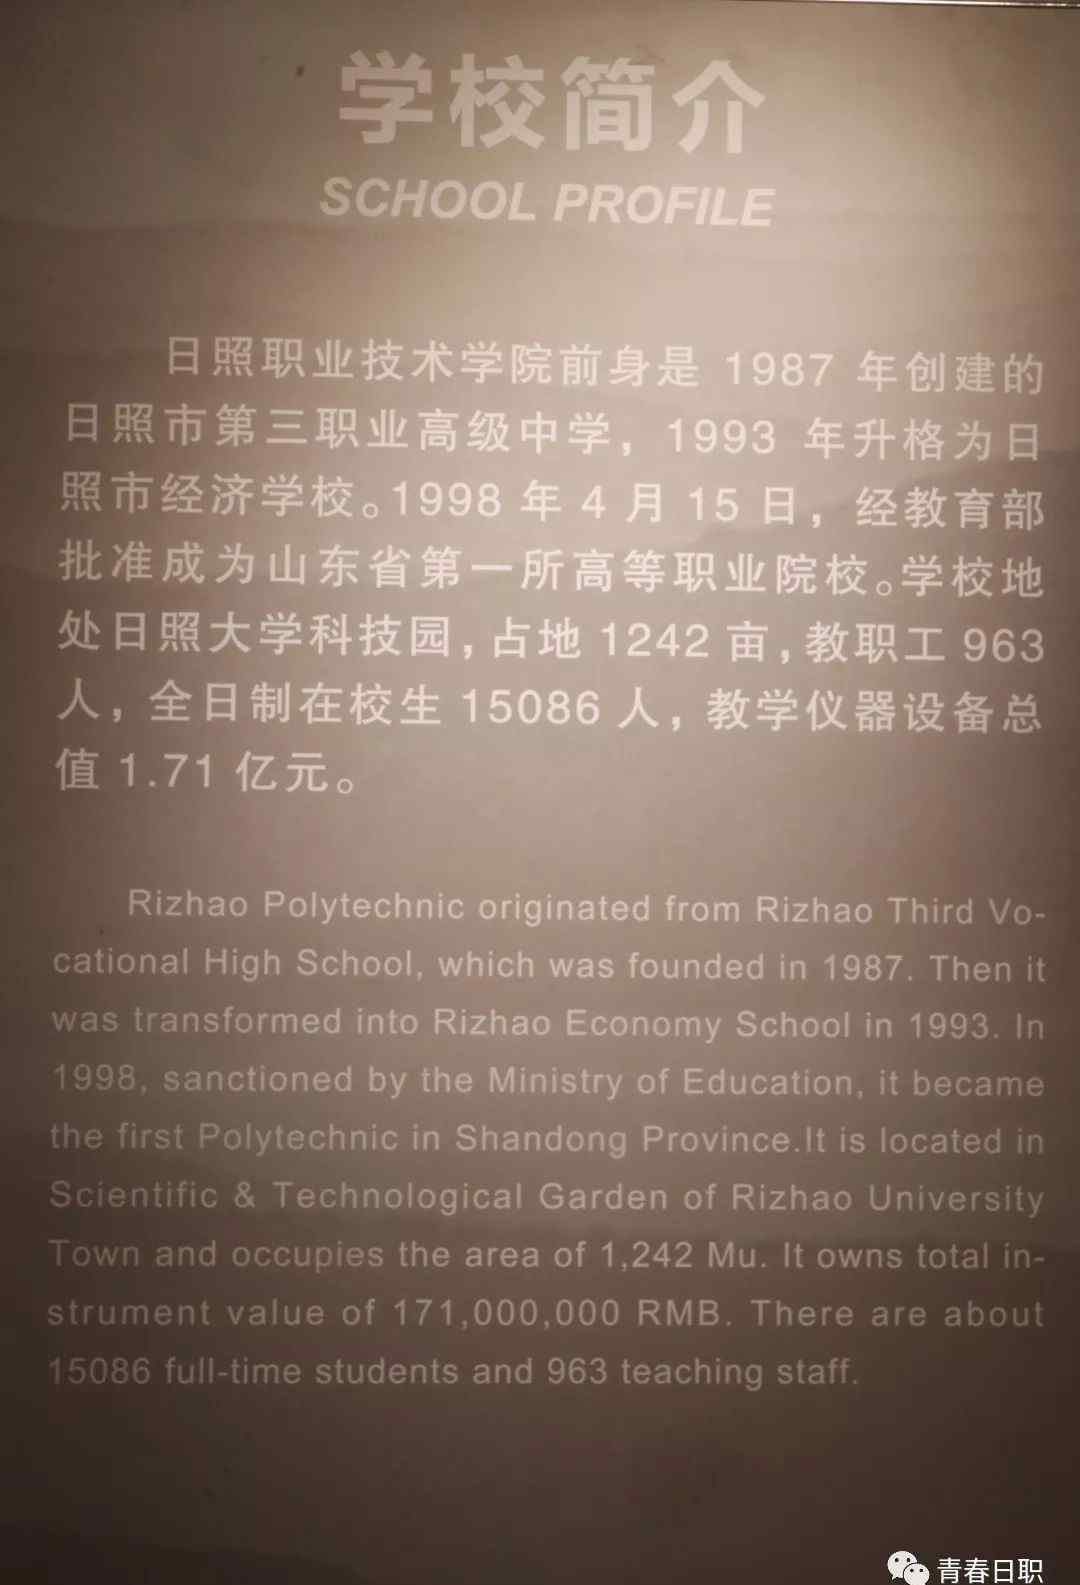 学校简介
SCHOOL PROFILE
日照职业技术学院前身是 1987 年创建的
日照市第三职业高级中学，1993 年升格为日
照市经济学校。1998 年 4 月 15 日，经教育部
批准成为山东省第一所高等职业院校。学校地
处日照大学科技园，占地 1242 亩，教职工 963
人，全日制在校生 15086 人，教学仪器设备总
值 1.71 亿元。
Rizhao Polytechnic originated from Rizhao Third Vo-
cational High School, which was founded in 1987. Then it
was transformed into Rizhao Economy School in 1993. In
1998, sanctioned by the Ministry of Education, it became
the first Polytechnic in Shandong Province.It is located in
Scientific & Technological Garden of Rizhao University
Town and occupies the area of 1,242 Mu. It owns total in-
strument value of 171,000,000 RMB. There are about
15086 full-time students and 963 teaching staff.
青春日职